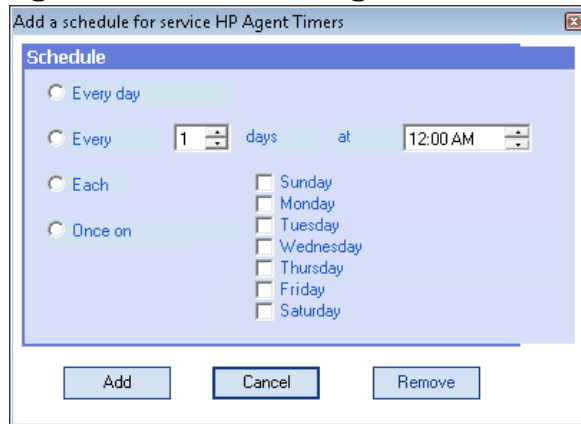 Add a schedule for service HP Agent Timers
Schedule
Every day
Every 1 days at 12:00 AM
Each
Sunday
Monday
Once on
Tuesday
Wednesday
Thursday
Friday
Saturday
Add Cancel Remove